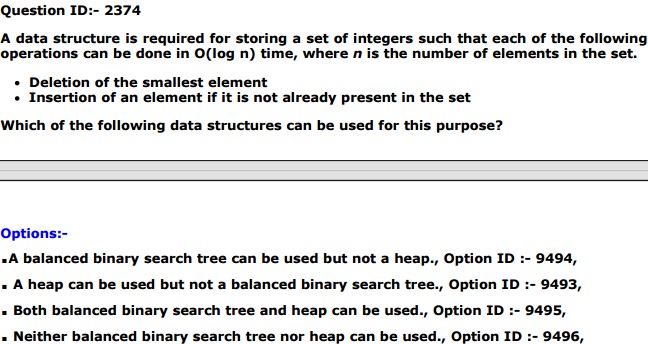 Question ID:- 2374
A data structure is required for storing a set of integers such that each of the following
operations can be done in O(log n) time, where n is the number of elements in the set.
• Deletion of the smallest element
• Insertion of an element if it is not already present in the set
Which of the following data structures can be used for this purpose?
Options:-
▪A balanced binary search tree can be used but not a heap., Option ID :- 9494,
▪ A heap can be used but not a balanced binary search tree., Option ID :- 9493,
▪ Both balanced binary search tree and heap can be used., Option ID :- 9495,
▪ Neither balanced binary search tree nor heap can be used., Option ID :- 9496,